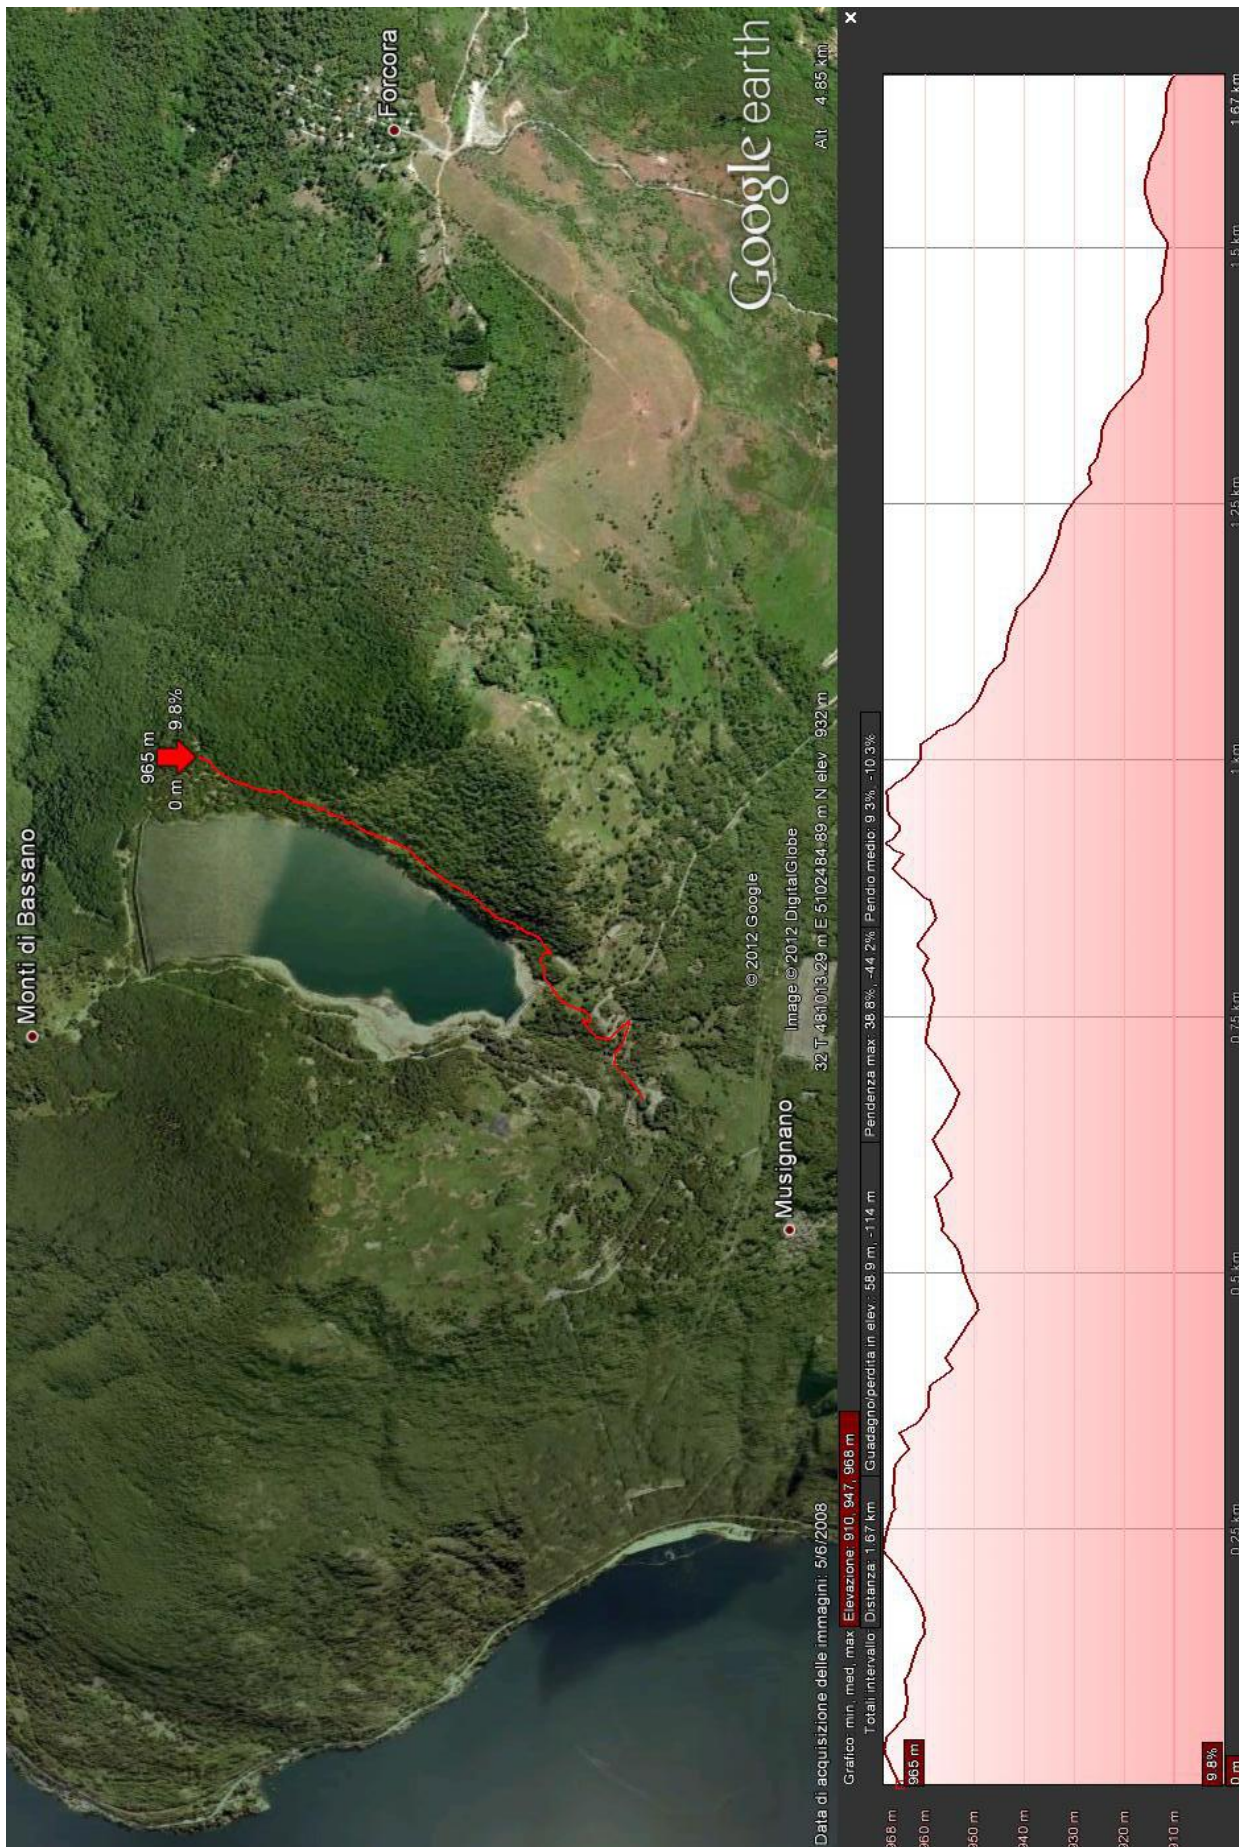 Monti di Bassano
965 m
0 m 9.8%
Forcora
Musignano
© 2012 Google
Image © 2012 DigitalGlobe
Data di acquisizione delle immagini: 5/6/2008
32 T 481013.29 m E 5102484.89 m N elev 932 m
Alt 4.85 km
Google earth
Grafico: min, med, max Elevazione: 910, 947, 968 m
Totali intervallo: Distanza: 1.67 km Guadagno/perdita in elev.: 58.9 m, -114 m Pendenza max: 38.8%, -44.2% Pendio medio: 9.3%, -10.3%
968 m
960 m
950 m
940 m
930 m
920 m
910 m
965 m
9.8%
0 m
0.25 km
0.5 km
0.75 km
1 km
1.25 km
1.5 km
1.67 km